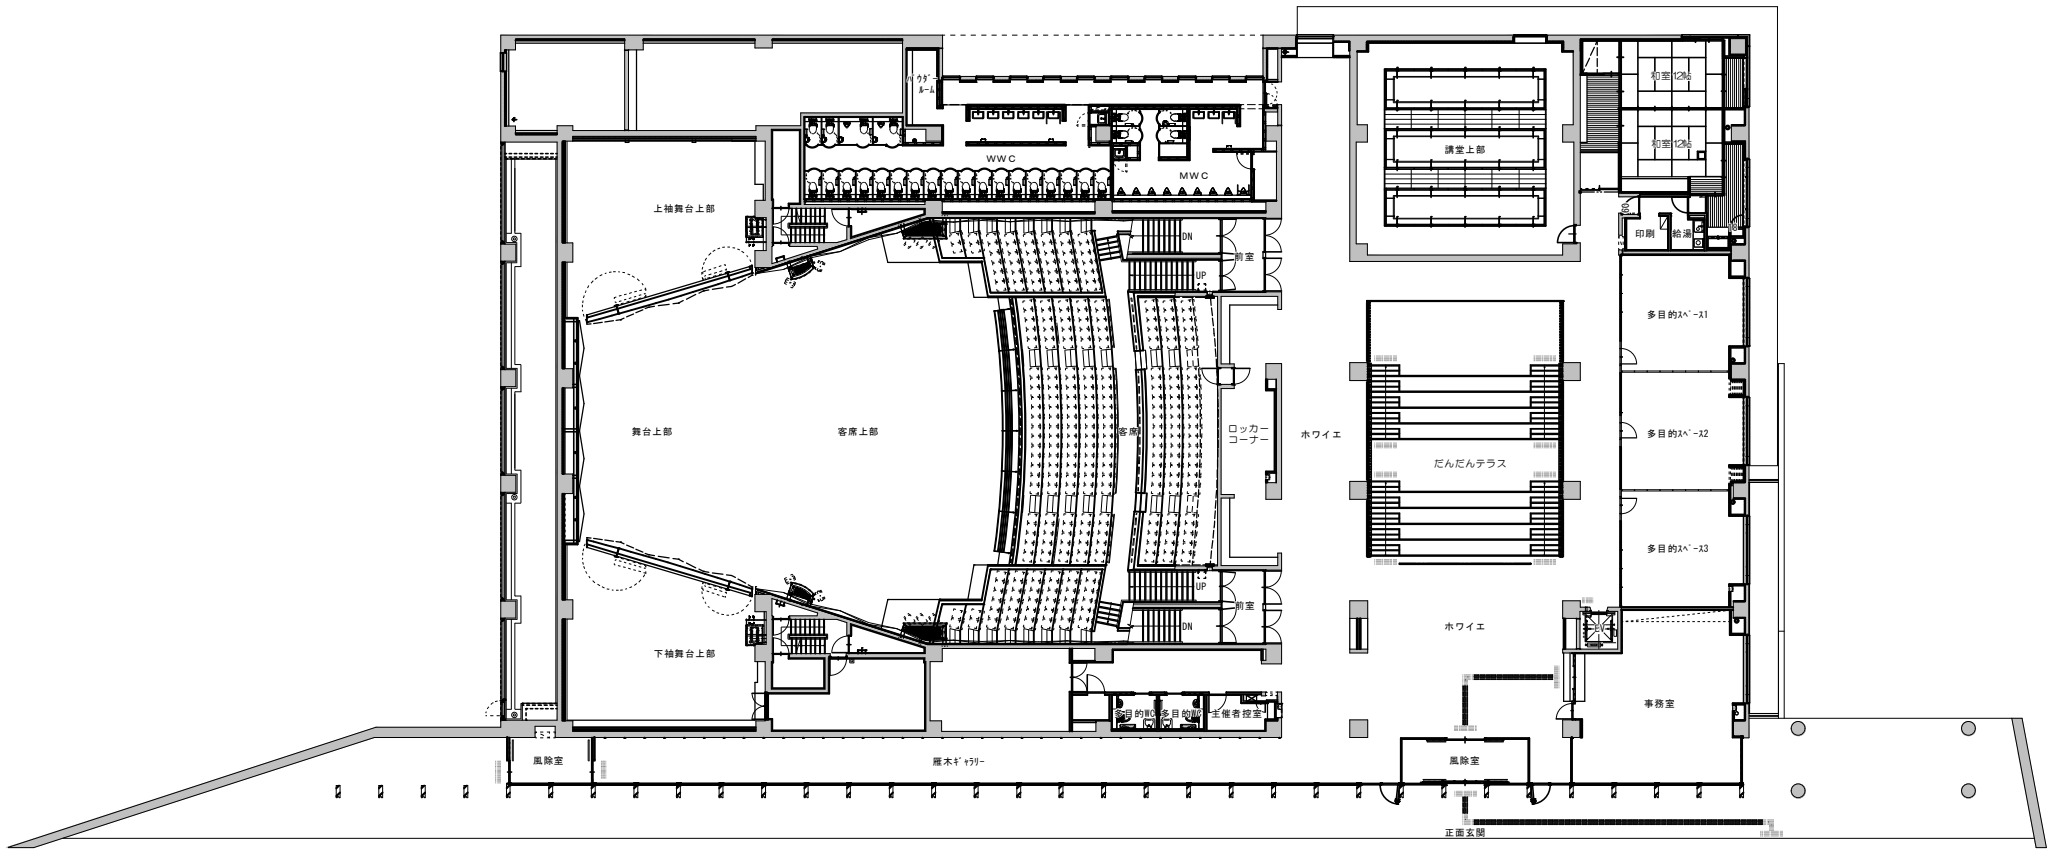 パウダー
ルーム
和室12帖
WWC
講堂上部
和室12帖
MWC
上袖舞台上部
DN
印刷
給湯
前室
UP
多目的スペース1
舞台上部
客席上部
客席
ロッカー
コーナー
ホワイエ
多目的スペース2
だんだんテラス
多目的スペース3
UP
前室
DN
ホワイエ
EV
下袖舞台上部
多目的WC
多目的WC
主催者控室
事務室
風除室
雁木ギャラリー
風除室
正面玄関